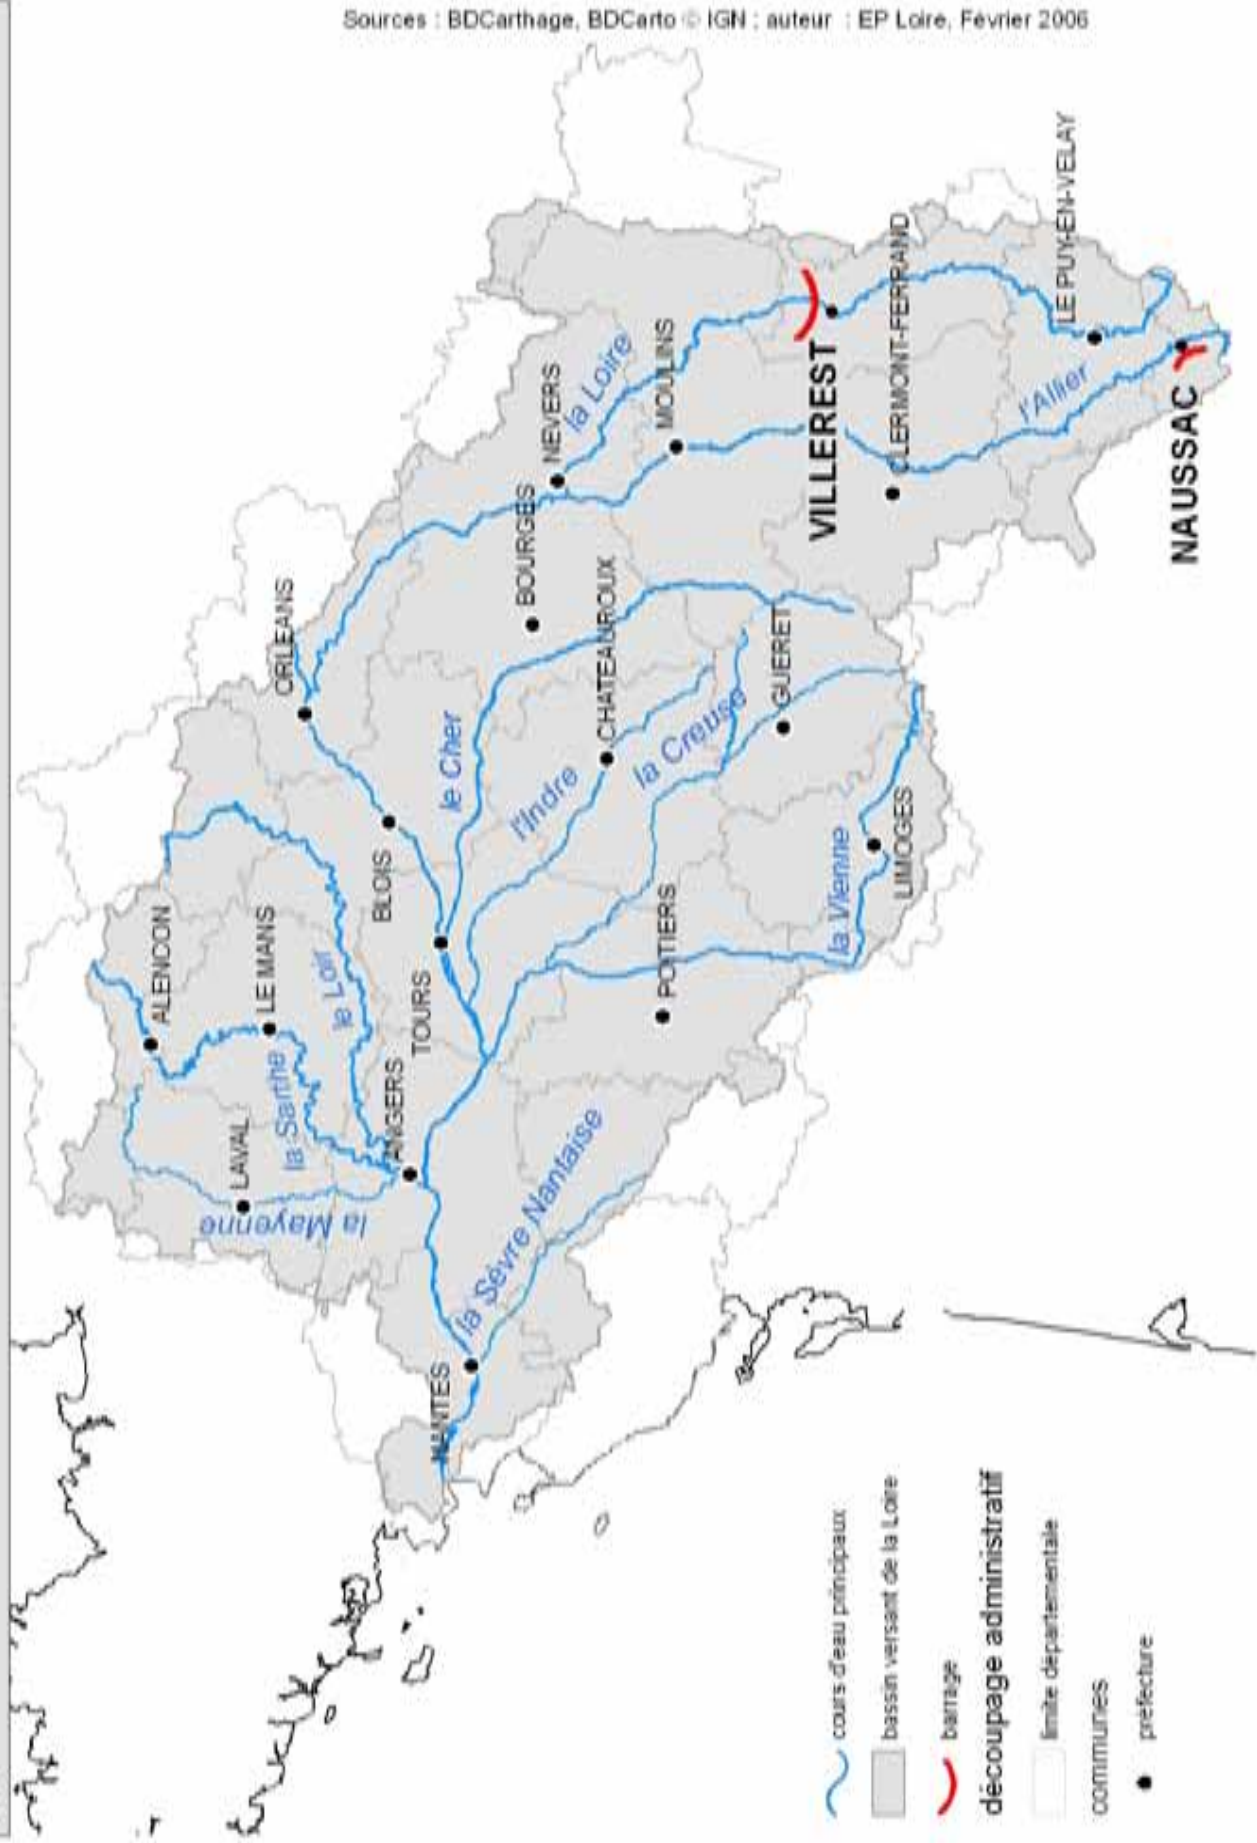 Sources : BDCarthage, BDCarto © IGN ; auteur : EP Loire, Février 2006
ALENCON
LE MANS
LAVAL
la Mayenne
la Sarthe
le Loir
ANGERS
TOURS
BLOIS
ORLEANS
NANTES
la Sèvre Nantaise
le Cher
l'Indre
la Creuse
CHATEAUROUX
BOURGES
NEVERS
la Loire
MOULINS
POITIERS
la Vienne
LIMOGES
GUERET
VILLEREST
CLERMONT-FERRAND
l'Allier
LE PUY-EN-VELAY
NAUSSAC
cours d'eau principaux
bassin versant de la Loire
barrage
découpage administratif
limite départementale
communes
préfecture